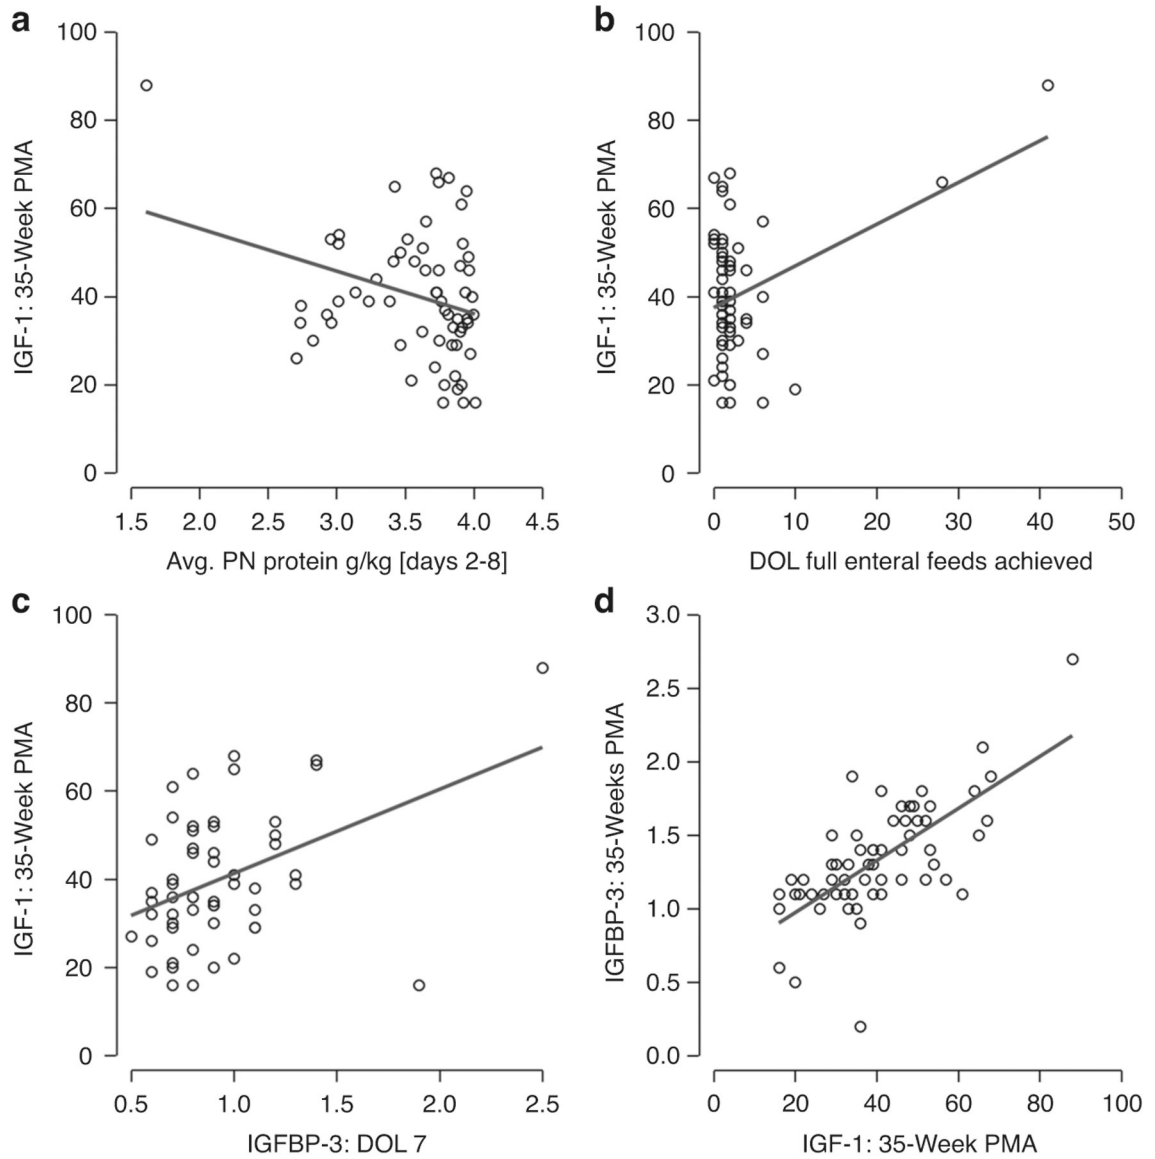 a
100
80
60
40
20
0
IGF-1: 35-Week PMA
1.5 2.0 2.5 3.0 3.5 4.0 4.5
Avg. PN protein g/kg [days 2-8]
b
100
80
60
40
20
0
IGF-1: 35-Week PMA
0 10 20 30 40 50
DOL full enteral feeds achieved
c
100
80
60
40
20
0
IGF-1: 35-Week PMA
0.5 1.0 1.5 2.0 2.5
IGFBP-3: DOL 7
d
3.0
2.5
2.0
1.5
1.0
0.5
0.0
IGFBP-3: 35-Weeks PMA
0 20 40 60 80 100
IGF-1: 35-Week PMA